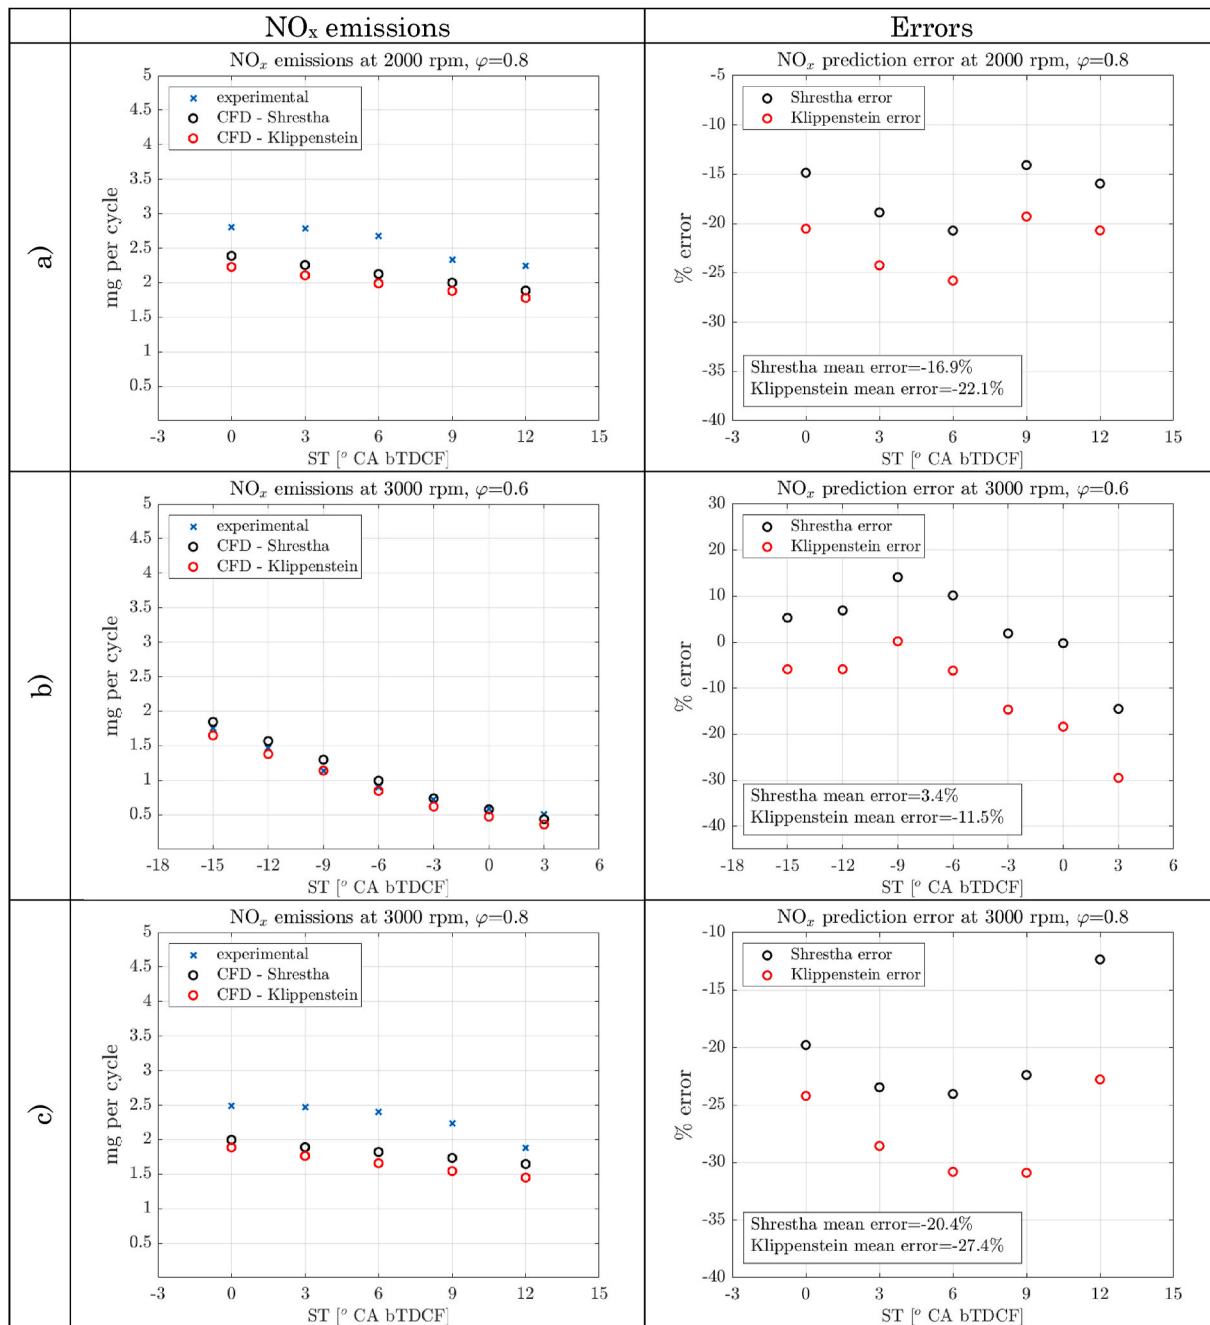 NOₓ emissions
Errors
a)
NOₓ emissions at 2000 rpm, φ=0.8
experimental
CFD - Shrestha
CFD - Klippenstein
mg per cycle
5
4.5
4
3.5
3
2.5
2
1.5
1
0.5
-3 0 3 6 9 12 15
ST [° CA bTDCF]
NOₓ prediction error at 2000 rpm, φ=0.8
Shrestha error
Klippenstein error
% error
-5
-10
-15
-20
-25
-30
-35
-40
Shrestha mean error=-16.9%
Klippenstein mean error=-22.1%
-3 0 3 6 9 12 15
ST [° CA bTDCF]
b)
NOₓ emissions at 3000 rpm, φ=0.6
experimental
CFD - Shrestha
CFD - Klippenstein
mg per cycle
5
4.5
4
3.5
3
2.5
2
1.5
1
0.5
-18 -15 -12 -9 -6 -3 0 3 6
ST [° CA bTDCF]
NOₓ prediction error at 3000 rpm, φ=0.6
Shrestha error
Klippenstein error
% error
30
20
10
0
-10
-20
-30
-40
Shrestha mean error=3.4%
Klippenstein mean error=-11.5%
-18 -15 -12 -9 -6 -3 0 3 6
ST [° CA bTDCF]
c)
NOₓ emissions at 3000 rpm, φ=0.8
experimental
CFD - Shrestha
CFD - Klippenstein
mg per cycle
5
4.5
4
3.5
3
2.5
2
1.5
1
0.5
-3 0 3 6 9 12 15
ST [° CA bTDCF]
NOₓ prediction error at 3000 rpm, φ=0.8
Shrestha error
Klippenstein error
% error
-10
-15
-20
-25
-30
-35
-40
Shrestha mean error=-20.4%
Klippenstein mean error=-27.4%
-3 0 3 6 9 12 15
ST [° CA bTDCF]